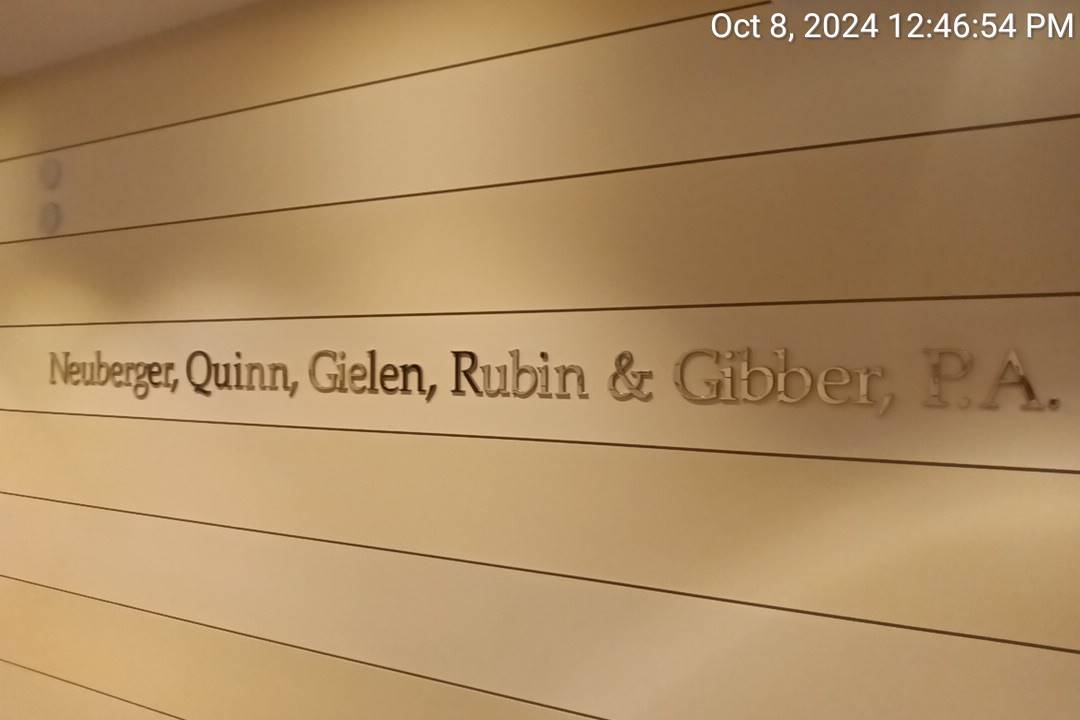 Oct 8, 2024 12:46:54 PM
Neuberger, Quinn, Gielen, Rubin & Gibber, P.A.